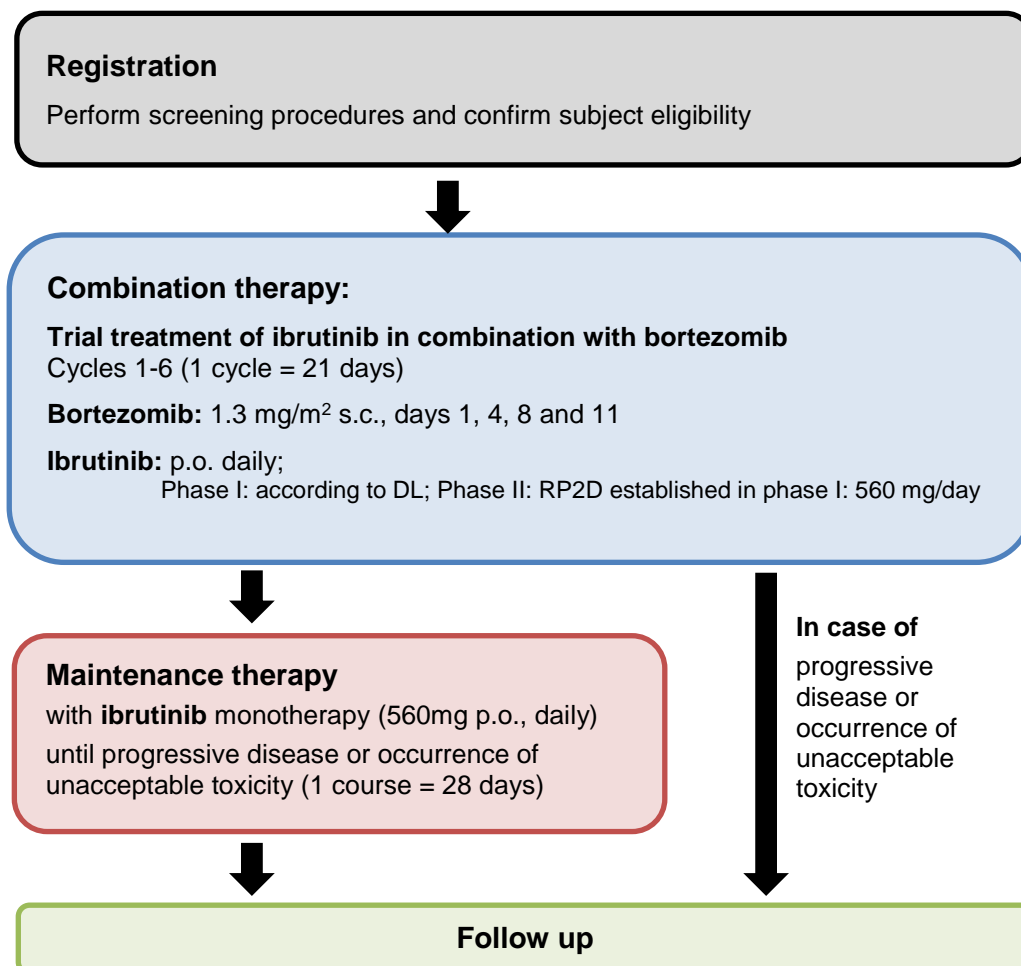 Registration
Perform screening procedures and confirm subject eligibility
Combination therapy:
Trial treatment of ibrutinib in combination with bortezomib
Cycles 1-6 (1 cycle = 21 days)
Bortezomib: 1.3 mg/m² s.c., days 1, 4, 8 and 11
Ibrutinib: p.o. daily;
Phase I: according to DL; Phase II: RP2D established in phase I: 560 mg/day
Maintenance therapy
with ibrutinib monotherapy (560mg p.o., daily)
until progressive disease or occurrence of
unacceptable toxicity (1 course = 28 days)
In case of
progressive
disease or
occurrence of
unacceptable
toxicity
Follow up